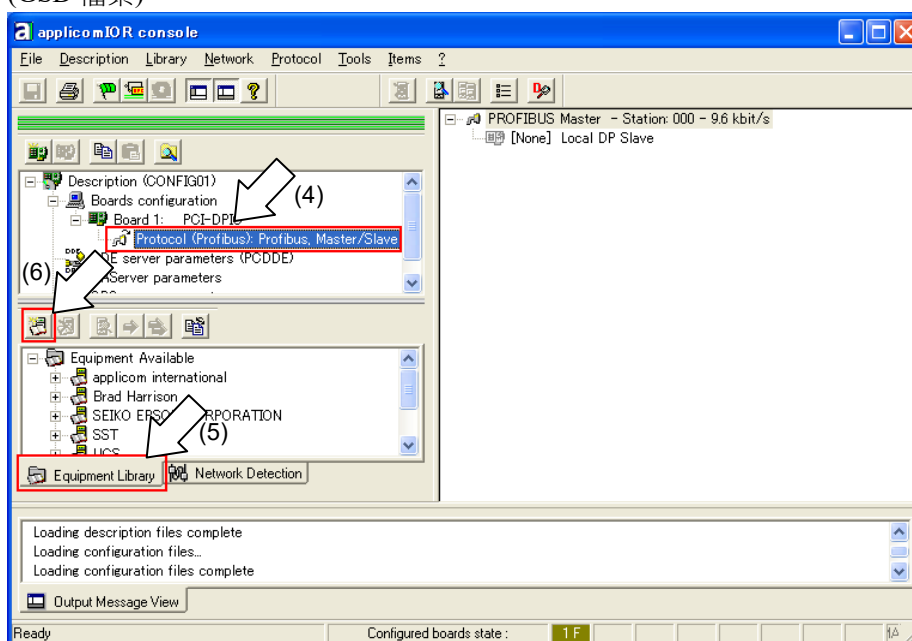 (GSD 檔案)
applicomIOR console
File Description Library Network Protocol Tools Items ?
PROFIBUS Master - Station: 000 - 9.6 kbit/s
[None] Local DP Slave
Description (CONFIG01)
(4)
Boards configuration
Board 1: PCI-DPIO
Protocol (Profibus): Profibus, Master/Slave
server parameters (PCDDE)
(6)
Server parameters
Equipment Available
applicom international
Brad Harrison
SEIKO EPSON CORPORATION
SST
(5)
Equipment Library
Network Detection
Loading description files complete
Loading configuration files...
Loading configuration files complete
Output Message View
Ready
Configured boards state :
1 F